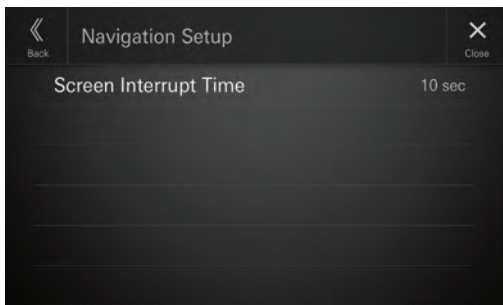 Back
Navigation Setup
Close
Screen Interrupt Time
10 sec